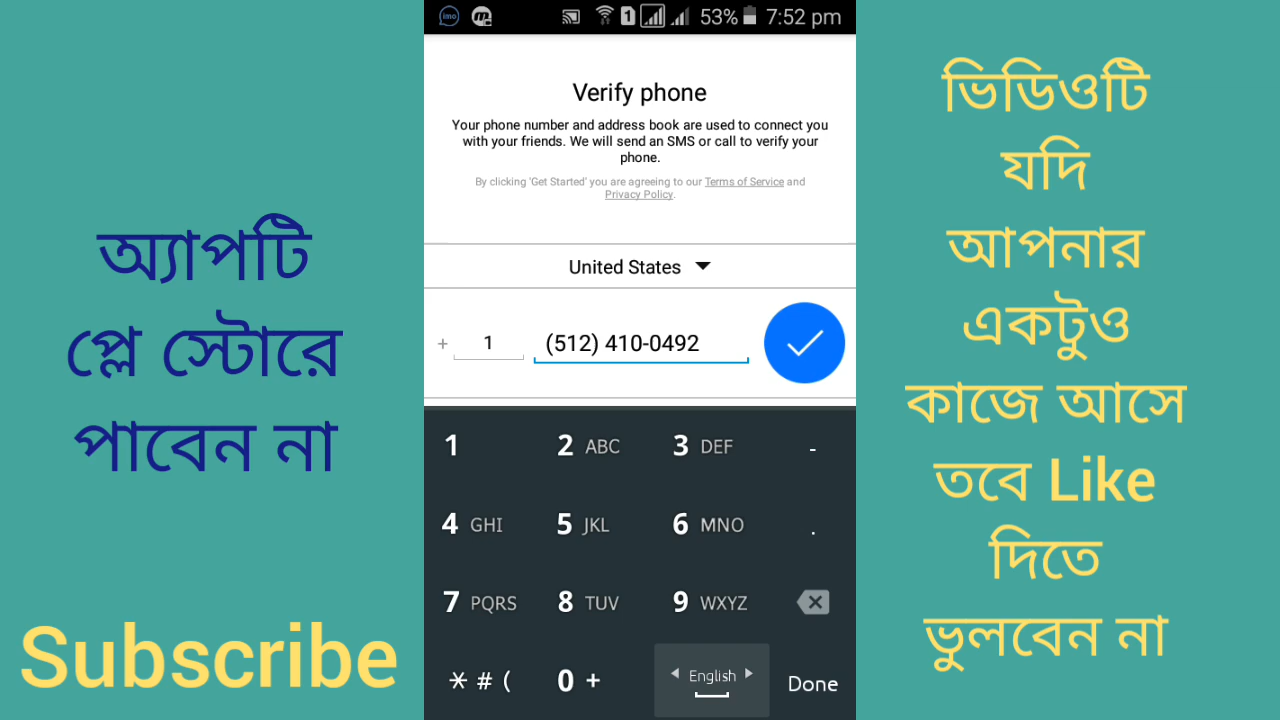 অ্যাপটি
প্লে স্টোরে
পাবেন না
Subscribe
imo
1
53%
7:52 pm
Verify phone
Your phone number and address book are used to connect you
with your friends. We will send an SMS or call to verify your
phone.
By clicking 'Get Started' you are agreeing to our Terms of Service and
Privacy Policy.
United States
+ 1 (512) 410-0492
1 2 ABC 3 DEF -
4 GHI 5 JKL 6 MNO .
7 PQRS 8 TUV 9 WXYZ
* # ( 0 + English Done
ভিডিওটি
যদি
আপনার
একটুও
কাজে আসে
তবে Like
দিতে
ভুলবেন না